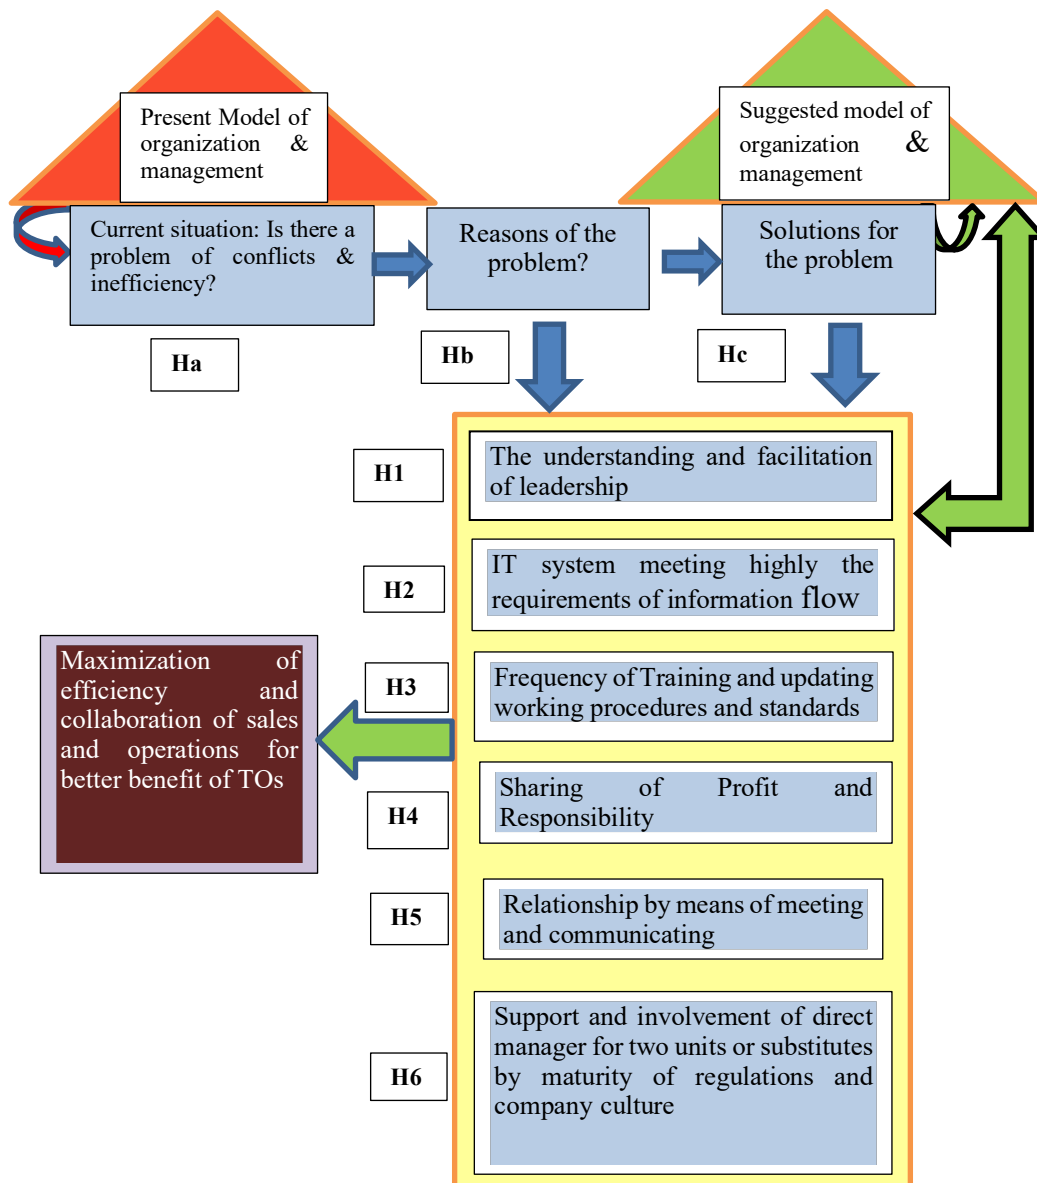 Present Model of
organization &
management
Suggested model of
organization &
management
Current situation: Is there a
problem of conflicts &
inefficiency?
Reasons of the
problem?
Solutions for
the problem
Ha
Hb
Hc
H1
The understanding and facilitation
of leadership
H2
IT system meeting highly the
requirements of information flow
H3
Frequency of Training and updating
working procedures and standards
Maximization of
efficiency and
collaboration of sales
and operations for
better benefit of TOs
H4
Sharing of Profit and
Responsibility
H5
Relationship by means of meeting
and communicating
H6
Support and involvement of direct
manager for two units or substitutes
by maturity of regulations and
company culture